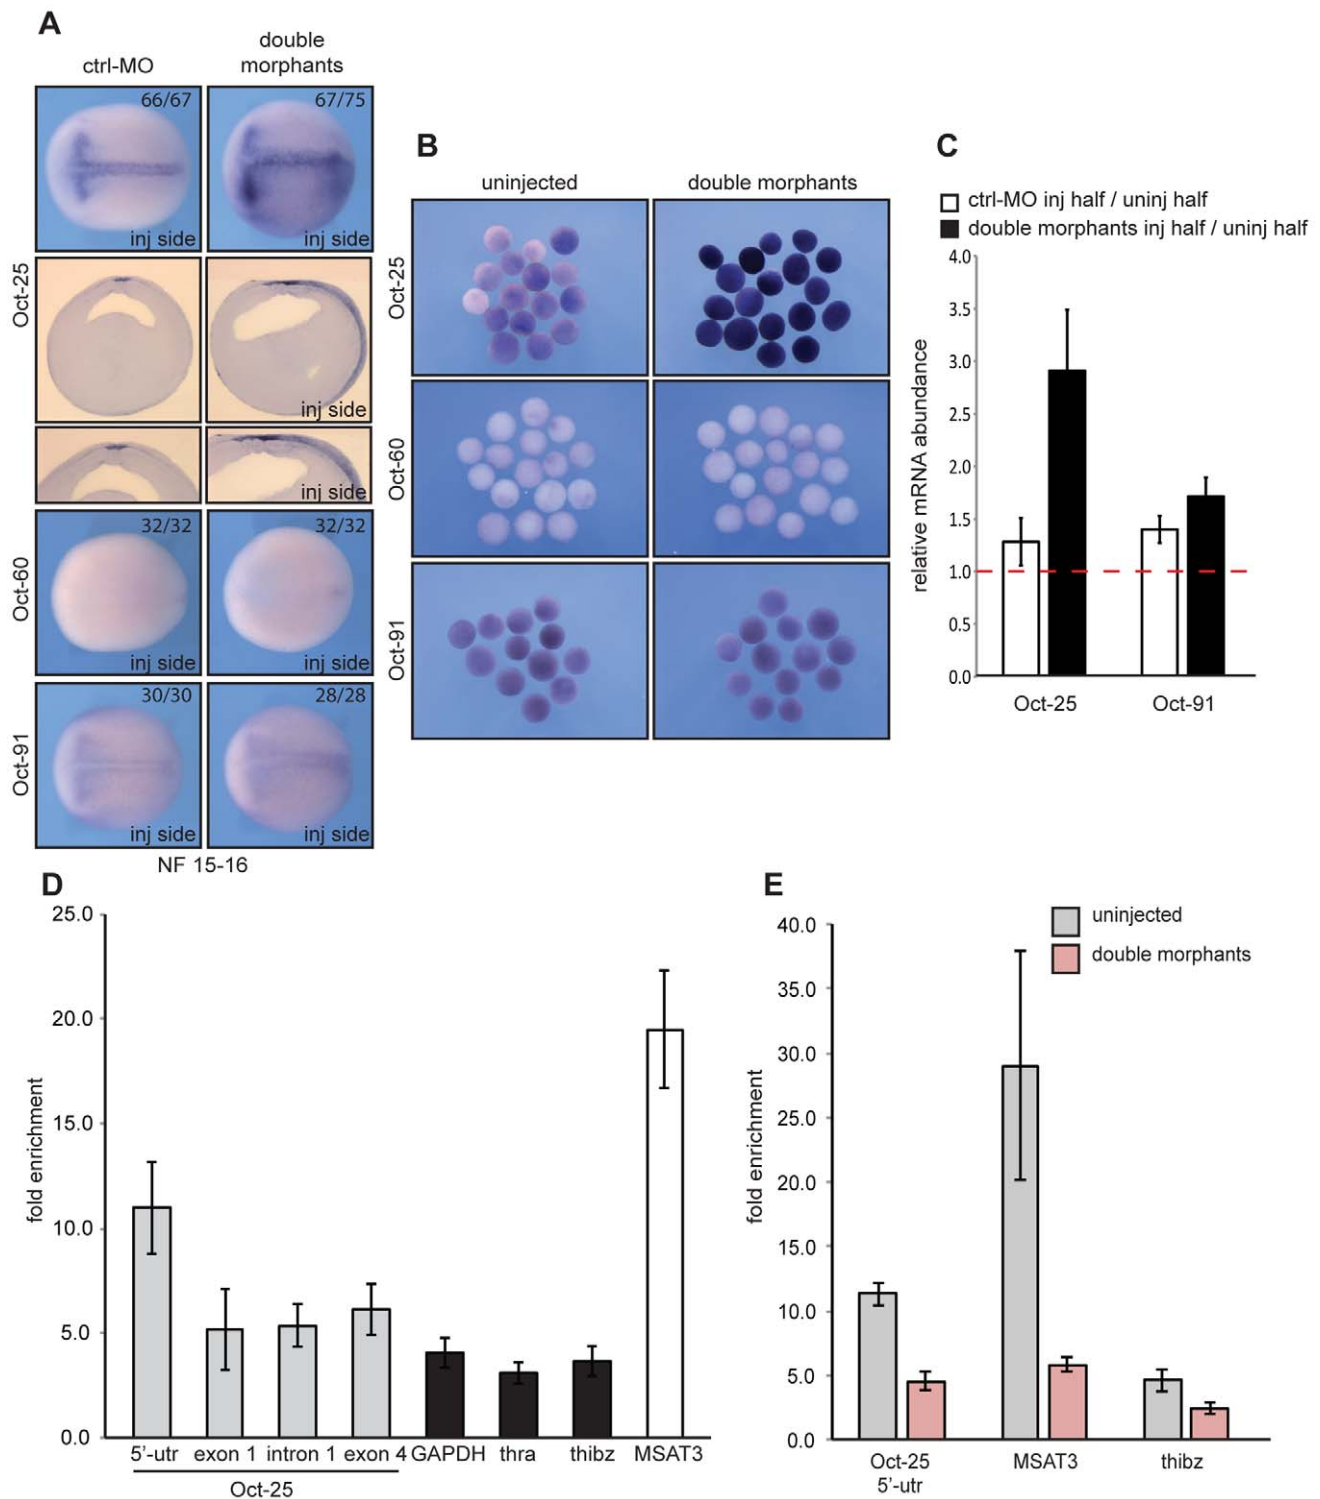 A
ctrl-MO
double
morphants
66/67
67/75
inj side
inj side
Oct-25
inj side
inj side
32/32
32/32
Oct-60
inj side
inj side
30/30
28/28
Oct-91
inj side
inj side
NF 15-16
B
uninjected
double morphants
Oct-25
Oct-60
Oct-91
C
ctrl-MO inj half / uninj half
double morphants inj half / uninj half
relative mRNA abundance
4.0
3.5
3.0
2.5
2.0
1.5
1.0
0.5
0.0
Oct-25
Oct-91
D
fold enrichment
25.0
20.0
15.0
10.0
5.0
0.0
5'-utr
exon 1
intron 1
exon 4
GAPDH
thra
thibz
MSAT3
Oct-25
E
uninjected
double morphants
fold enrichment
40.0
35.0
30.0
25.0
20.0
15.0
10.0
5.0
0.0
Oct-25
5'-utr
MSAT3
thibz